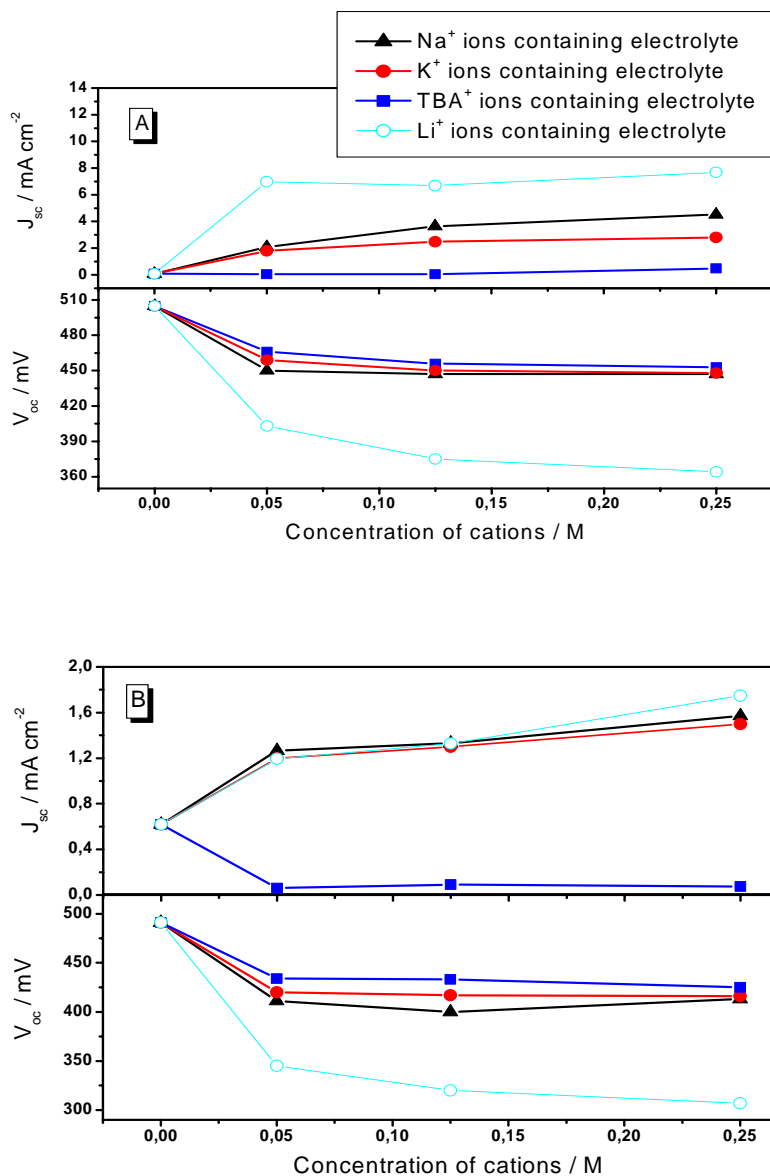 Na+ ions containing electrolyte
K+ ions containing electrolyte
TBA+ ions containing electrolyte
Li+ ions containing electrolyte
A
14
12
10
8
6
4
2
0
Jsc / mA cm-2
510
480
450
420
390
360
Voc / mV
0,00 0,05 0,10 0,15 0,20 0,25
Concentration of cations / M
B
2,0
1,6
1,2
0,8
0,4
0,0
Jsc / mA cm-2
500
450
400
350
300
Voc / mV
0,00 0,05 0,10 0,15 0,20 0,25
Concentration of cations / M